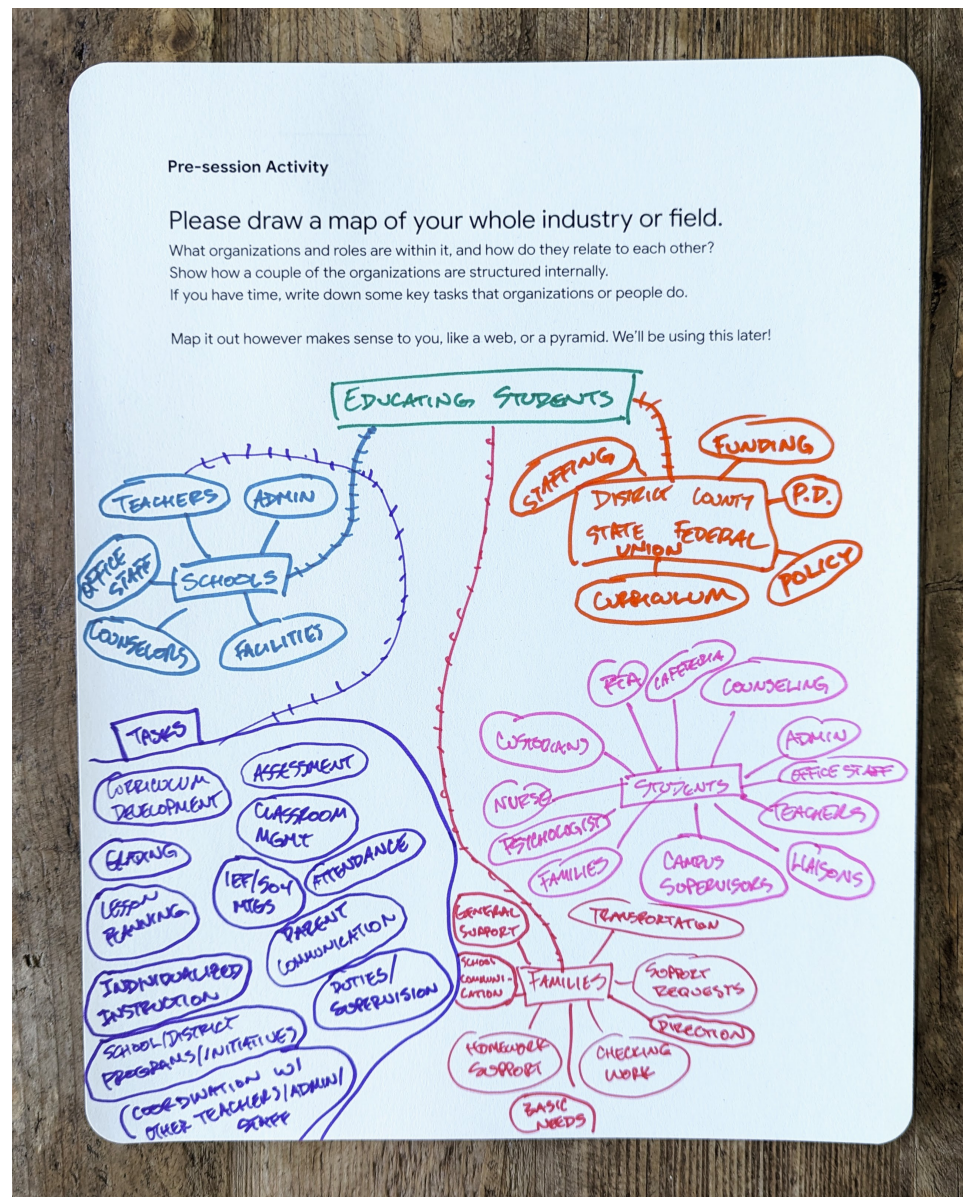 Pre-session Activity
Please draw a map of your whole industry or field.
What organizations and roles are within it, and how do they relate to each other?
Show how a couple of the organizations are structured internally.
If you have time, write down some key tasks that organizations or people do.
Map it out however makes sense to you, like a web, or a pyramid. We'll be using this later!
EDUCATING STUDENTS
TEACHERS
ADMIN
OFFICE
STAFF
SCHOOLS
COUNSELORS
FACILITIES
STAFFING
FUNDING
DISTRICT COUNTY
STATE FEDERAL
UNION
P.D.
POLICY
CURRICULUM
TASKS
CURRICULUM
DEVELOPMENT
ASSESSMENT
CLASSROOM
MGMT
GRADING
IEP/504
MTGS
ATTENDANCE
LESSON
PLANNING
PARENT
COMMUNICATION
INDIVIDUALIZED
INSTRUCTION
DUTIES/
SUPERVISION
SCHOOL/DISTRICT
PROGRAMS/INITIATIVES
COORDINATION W/
OTHER TEACHERS/ADMIN/
STAFF
CAFETERIA
COUNSELING
CUSTODIANS
ADMIN
OFFICE STAFF
STUDENTS
NURSE
TEACHERS
PSYCHOLOGIST
FAMILIES
CAMPUS
SUPERVISORS
LIAISONS
GENERAL
SUPPORT
TRANSPORTATION
SCHOOL
COMMUNI-
CATION
FAMILIES
SUPPORT
REQUESTS
DIRECTION
HOMEWORK
SUPPORT
CHECKING
WORK
BASIC
NEEDS